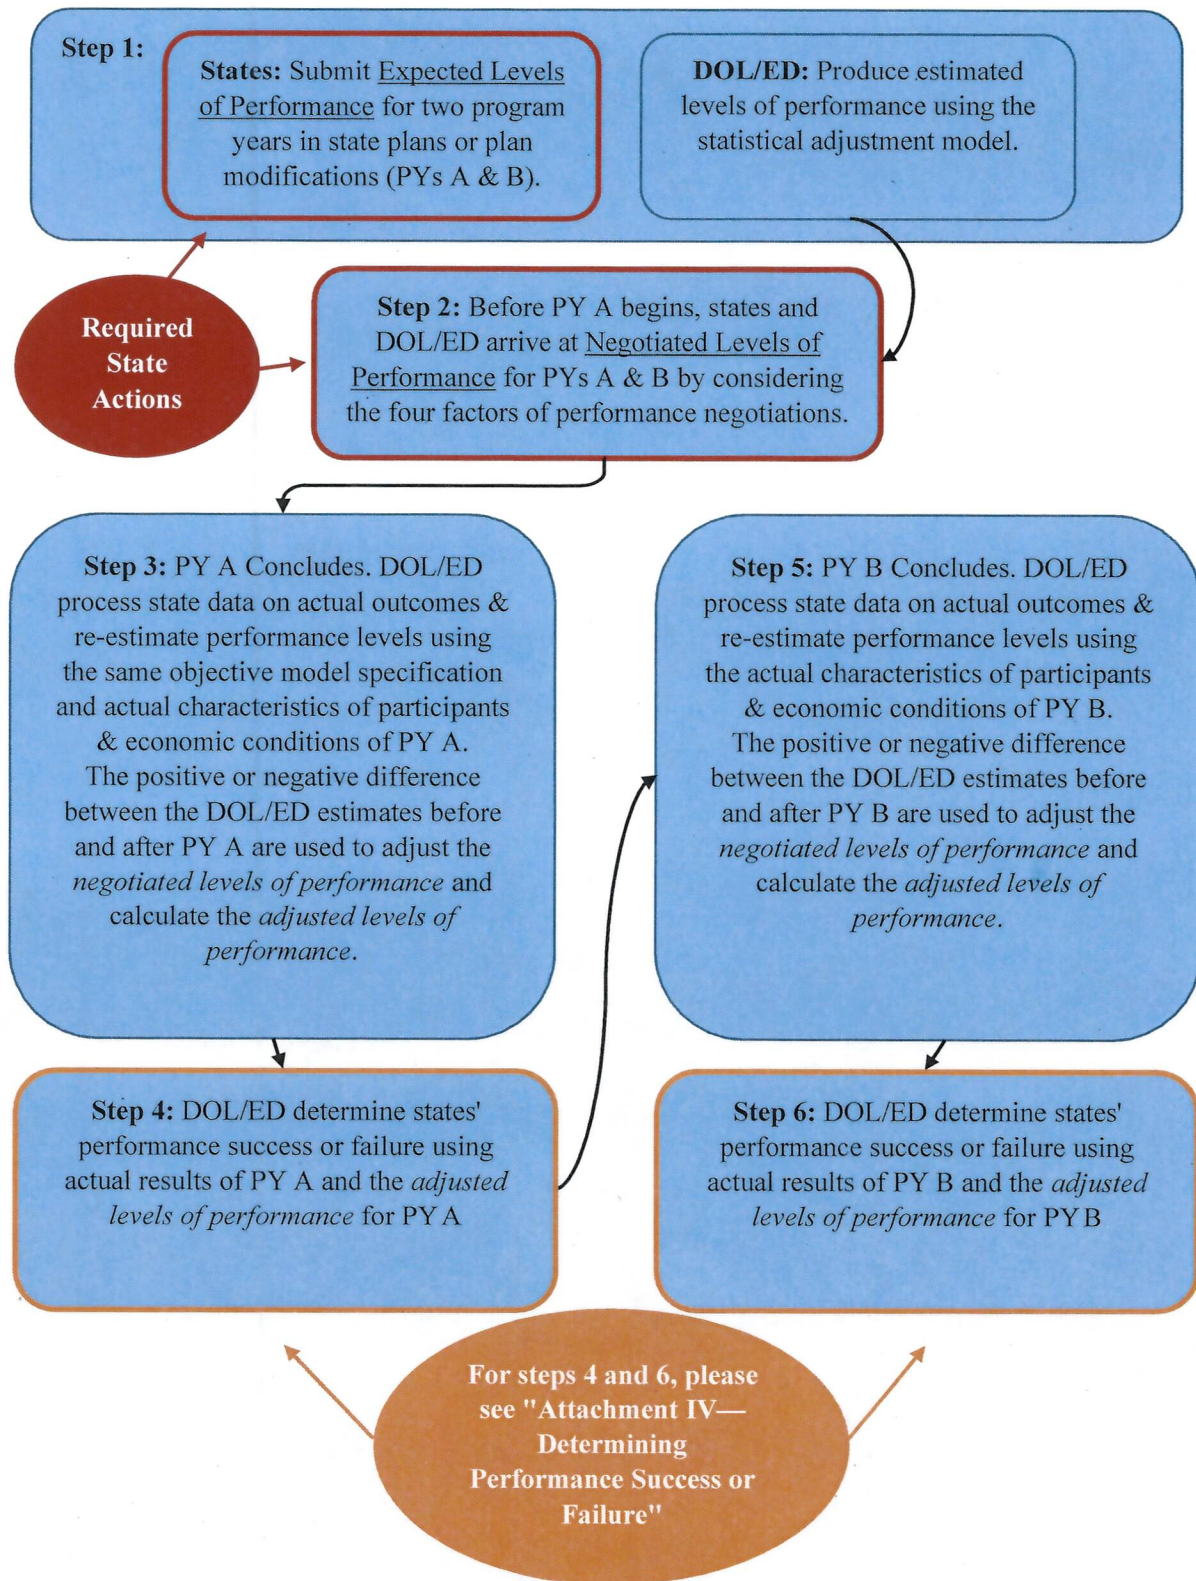 Step 1:
States: Submit Expected Levels
of Performance for two program
years in state plans or plan
modifications (PYs A & B).
DOL/ED: Produce estimated
levels of performance using the
statistical adjustment model.
Required
State
Actions
Step 2: Before PY A begins, states and
DOL/ED arrive at Negotiated Levels of
Performance for PYs A & B by considering
the four factors of performance negotiations.
Step 3: PY A Concludes. DOL/ED
process state data on actual outcomes &
re-estimate performance levels using
the same objective model specification
and actual characteristics of participants
& economic conditions of PY A.
The positive or negative difference
between the DOL/ED estimates before
and after PY A are used to adjust the
negotiated levels of performance and
calculate the adjusted levels of
performance.
Step 4: DOL/ED determine states'
performance success or failure using
actual results of PY A and the adjusted
levels of performance for PY A
Step 5: PY B Concludes. DOL/ED
process state data on actual outcomes &
re-estimate performance levels using
the actual characteristics of participants
& economic conditions of PY B.
The positive or negative difference
between the DOL/ED estimates before
and after PY B are used to adjust the
negotiated levels of performance and
calculate the adjusted levels of
performance.
Step 6: DOL/ED determine states'
performance success or failure using
actual results of PY B and the adjusted
levels of performance for PY B
For steps 4 and 6, please
see "Attachment IV—
Determining
Performance Success or
Failure"